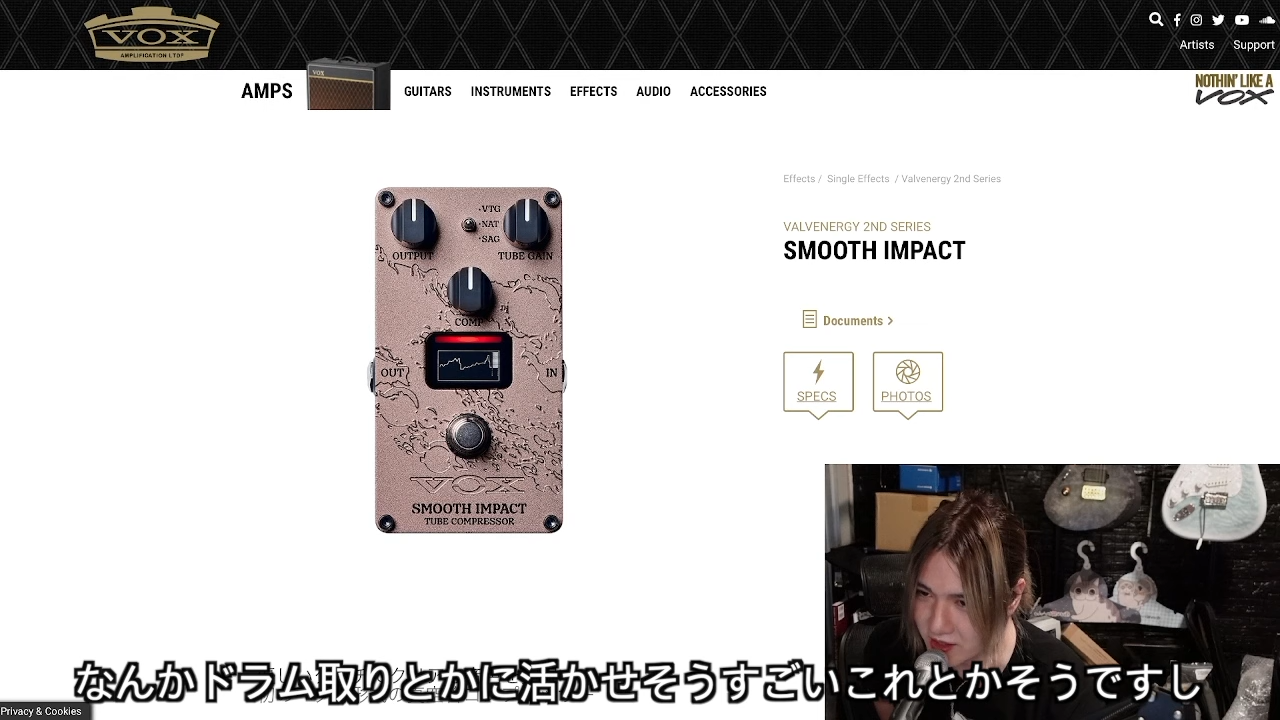 VOX
AMPLIFICATION LTD
Artists Support
AMPS
VOX
GUITARS INSTRUMENTS EFFECTS AUDIO ACCESSORIES
NOTHIN' LIKE A
VOX
Effects / Single Effects / Valvenergy 2nd Series
VALVENERGY 2ND SERIES
SMOOTH IMPACT
Documents
SPECS
PHOTOS
VTG
NAT
SAG
OUTPUT
TUBE GAIN
COMP
OUT
IN
VOX
SMOOTH IMPACT
TUBE COMPRESSOR
なんかドラム取りとかに活かせそうすごいこれとかそうですし
Privacy & Cookies